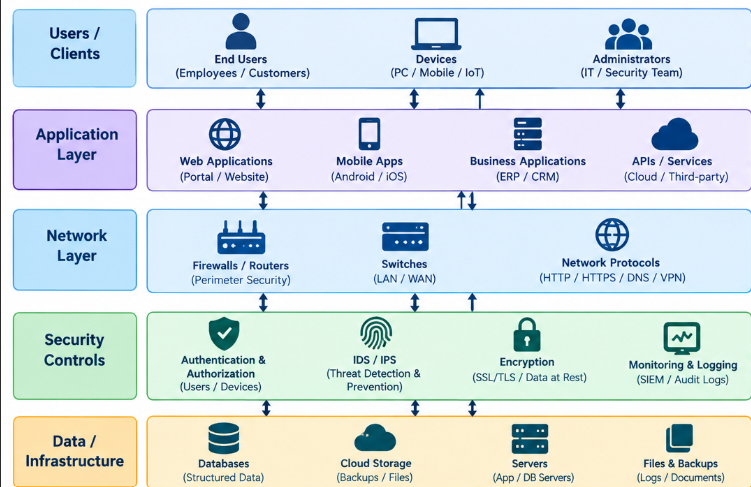 Users /
Clients
End Users
(Employees / Customers)
Devices
(PC / Mobile / IoT)
Administrators
(IT / Security Team)
Application
Layer
Web Applications
(Portal / Website)
Mobile Apps
(Android / iOS)
Business Applications
(ERP / CRM)
APIs / Services
(Cloud / Third-party)
Network
Layer
Firewalls / Routers
(Perimeter Security)
Switches
(LAN / WAN)
Network Protocols
(HTTP / HTTPS / DNS / VPN)
Security
Controls
Authentication &
Authorization
(Users / Devices)
IDS / IPS
(Threat Detection &
Prevention)
Encryption
(SSL/TLS / Data at Rest)
Monitoring & Logging
(SIEM / Audit Logs)
Data /
Infrastructure
Databases
(Structured Data)
Cloud Storage
(Backups / Files)
Servers
(App / DB Servers)
Files & Backups
(Logs / Documents)